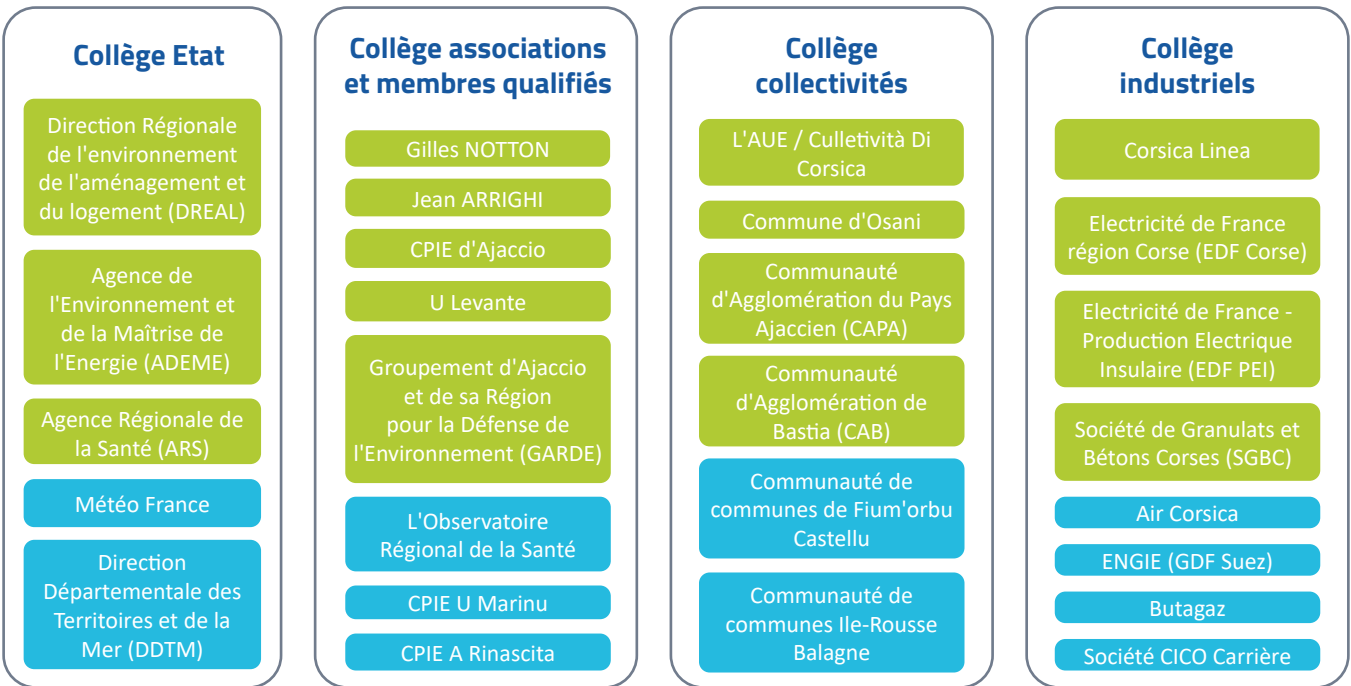 Collège Etat
Direction Régionale
de l'environnement
de l'aménagement et
du logement (DREAL)
Agence de
l'Environnement et
de la Maîtrise de
l'Energie (ADEME)
Agence Régionale de
la Santé (ARS)
Météo France
Direction
Départementale des
Territoires et de la
Mer (DDTM)
Collège associations
et membres qualifiés
Gilles NOTTON
Jean ARRIGHI
CPIE d'Ajaccio
U Levante
Groupement d'Ajaccio
et de sa Région
pour la Défense de
l'Environnement (GARDE)
L'Observatoire
Régional de la Santé
CPIE U Marinu
CPIE A Rinascita
Collège
collectivités
L'AUE / Culletività Di
Corsica
Commune d'Osani
Communauté
d'Agglomération du Pays
Ajaccien (CAPA)
Communauté
d'Agglomération de
Bastia (CAB)
Communauté de
communes de Fium'orbu
Castellu
Communauté de
communes Ile-Rousse
Balagne
Collège
industriels
Corsica Linea
Electricité de France
région Corse (EDF Corse)
Electricité de France -
Production Electrique
Insulaire (EDF PEI)
Société de Granulats et
Bétons Corses (SGBC)
Air Corsica
ENGIE (GDF Suez)
Butagaz
Société CICO Carrière